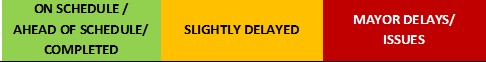 ON SCHEDULE /
AHEAD OF SCHEDULE/
COMPLETED
SLIGHTLY DELAYED
MAYOR DELAYS/
ISSUES